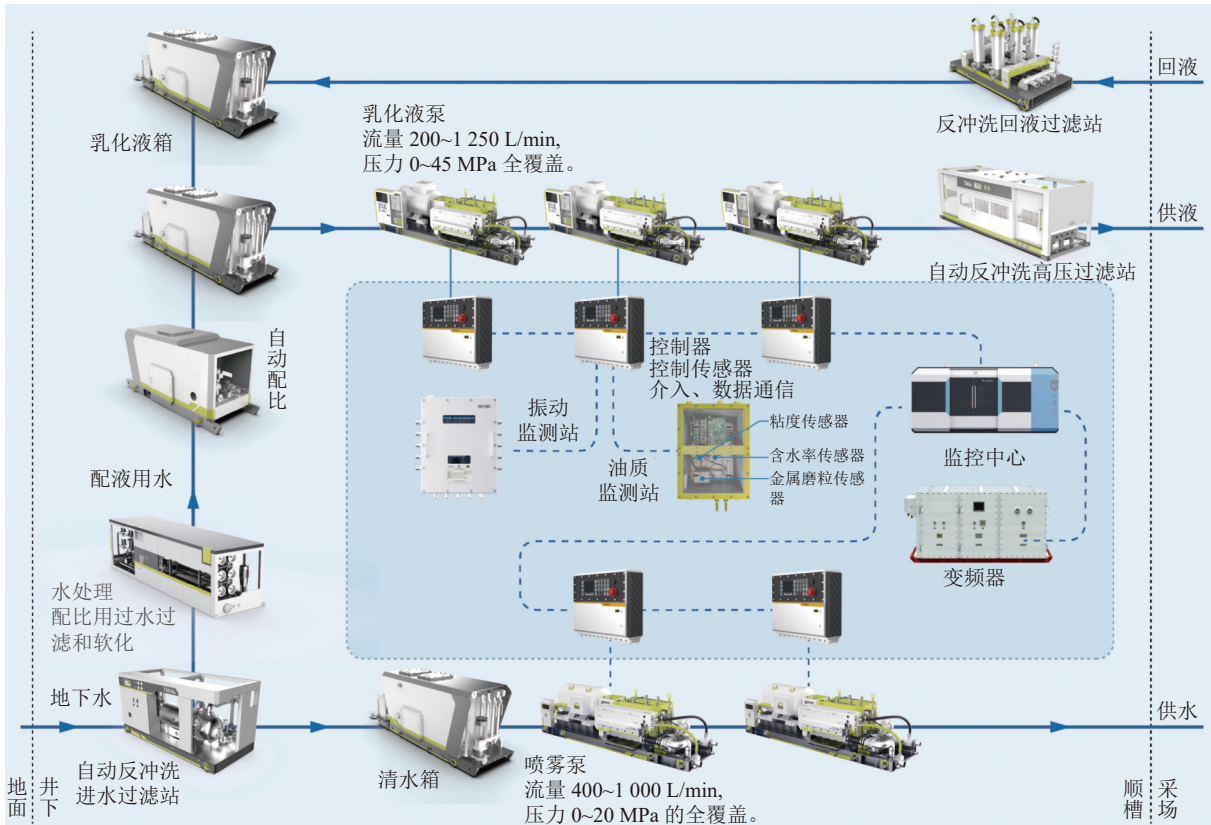 回液
反冲洗回液过滤站
乳化液箱
乳化液泵
流量 200~1 250 L/min,
压力 0~45 MPa 全覆盖。
供液
自动反冲洗高压过滤站
自动配比
控制器
控制传感器
介入、数据通信
振动
监测站
油质
监测站
粘度传感器
含水率传感器
金属磨粒传感
器
监控中心
变频器
配液用水
水处理
配比用过水过
滤和软化
地下水
自动反冲洗
进水过滤站
清水箱
喷雾泵
流量 400~1 000 L/min,
压力 0~20 MPa 的全覆盖。
供水
地面
井下
顺槽
采场